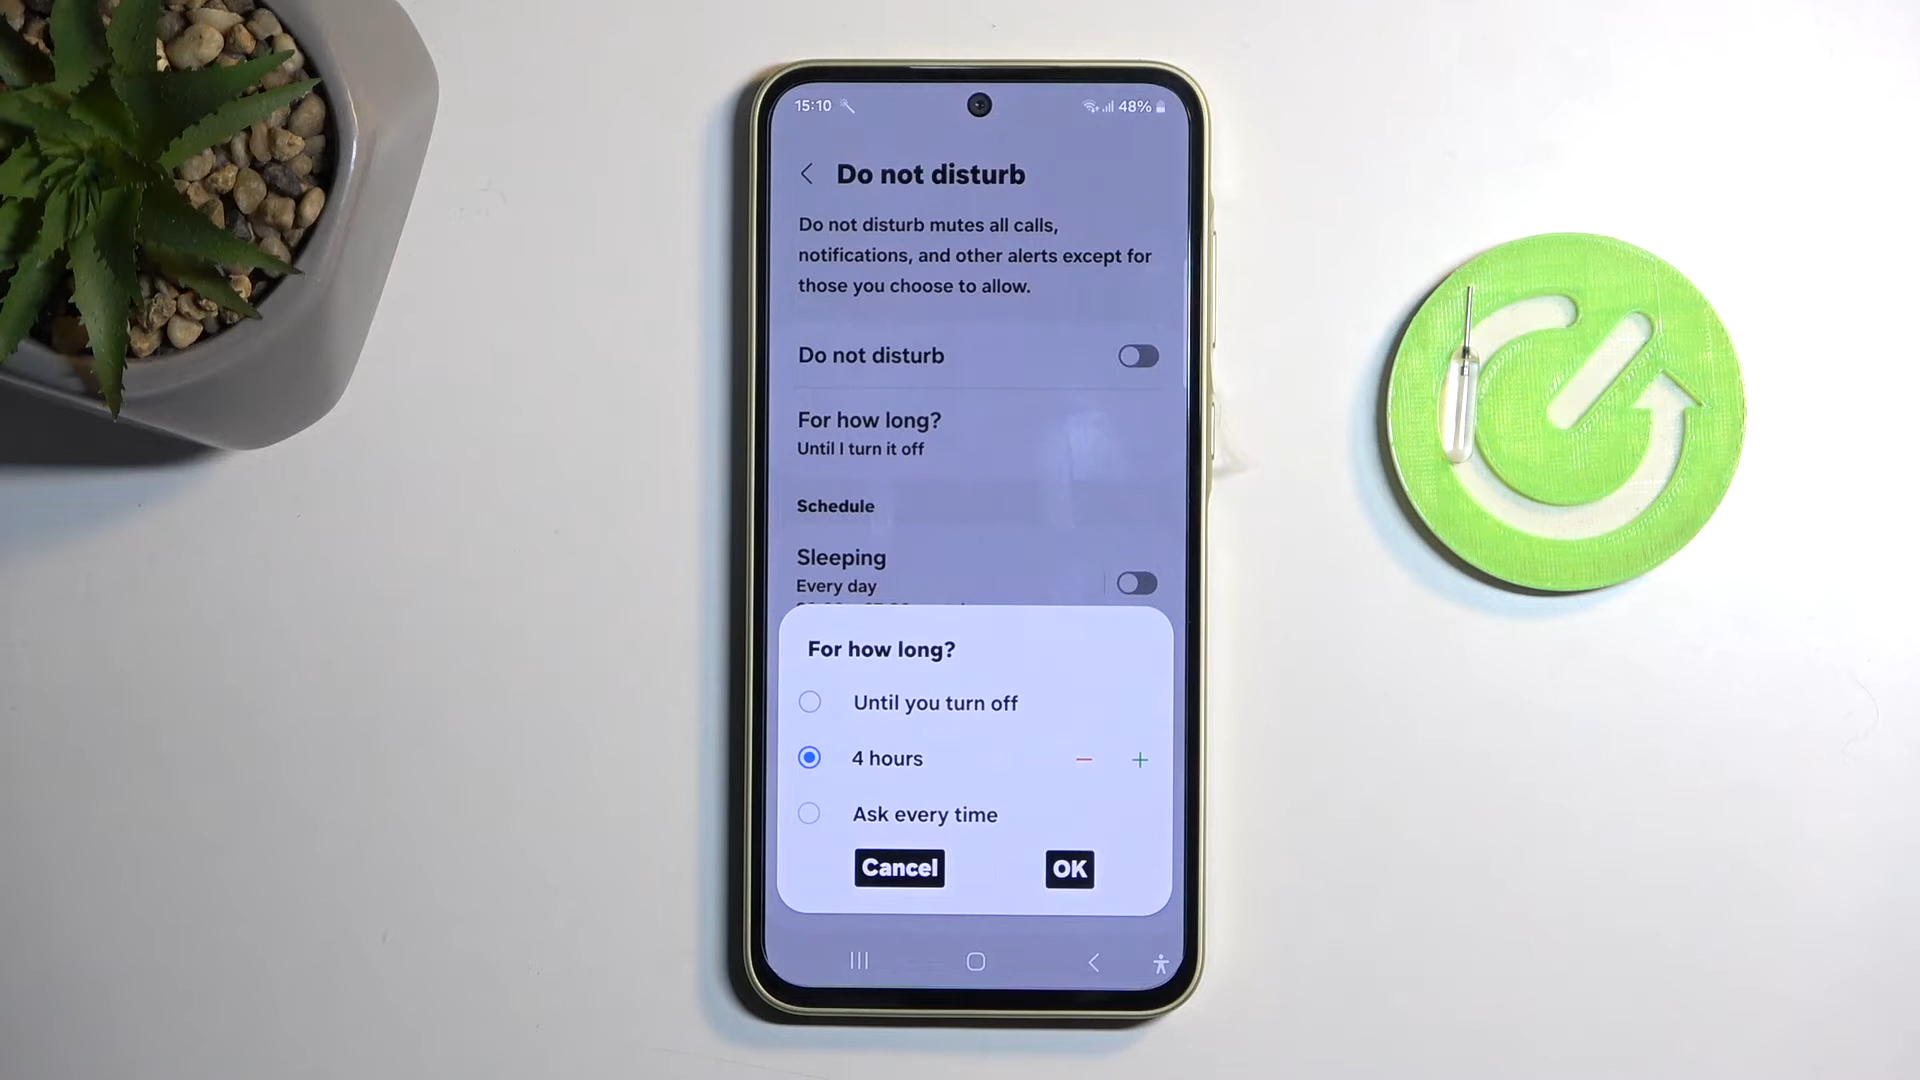 15:10
48%
Do not disturb
Do not disturb mutes all calls,
notifications, and other alerts except for
those you choose to allow.
Do not disturb
For how long?
Until I turn it off
Schedule
Sleeping
Every day
For how long?
Until you turn off
4 hours
Ask every time
Cancel
OK